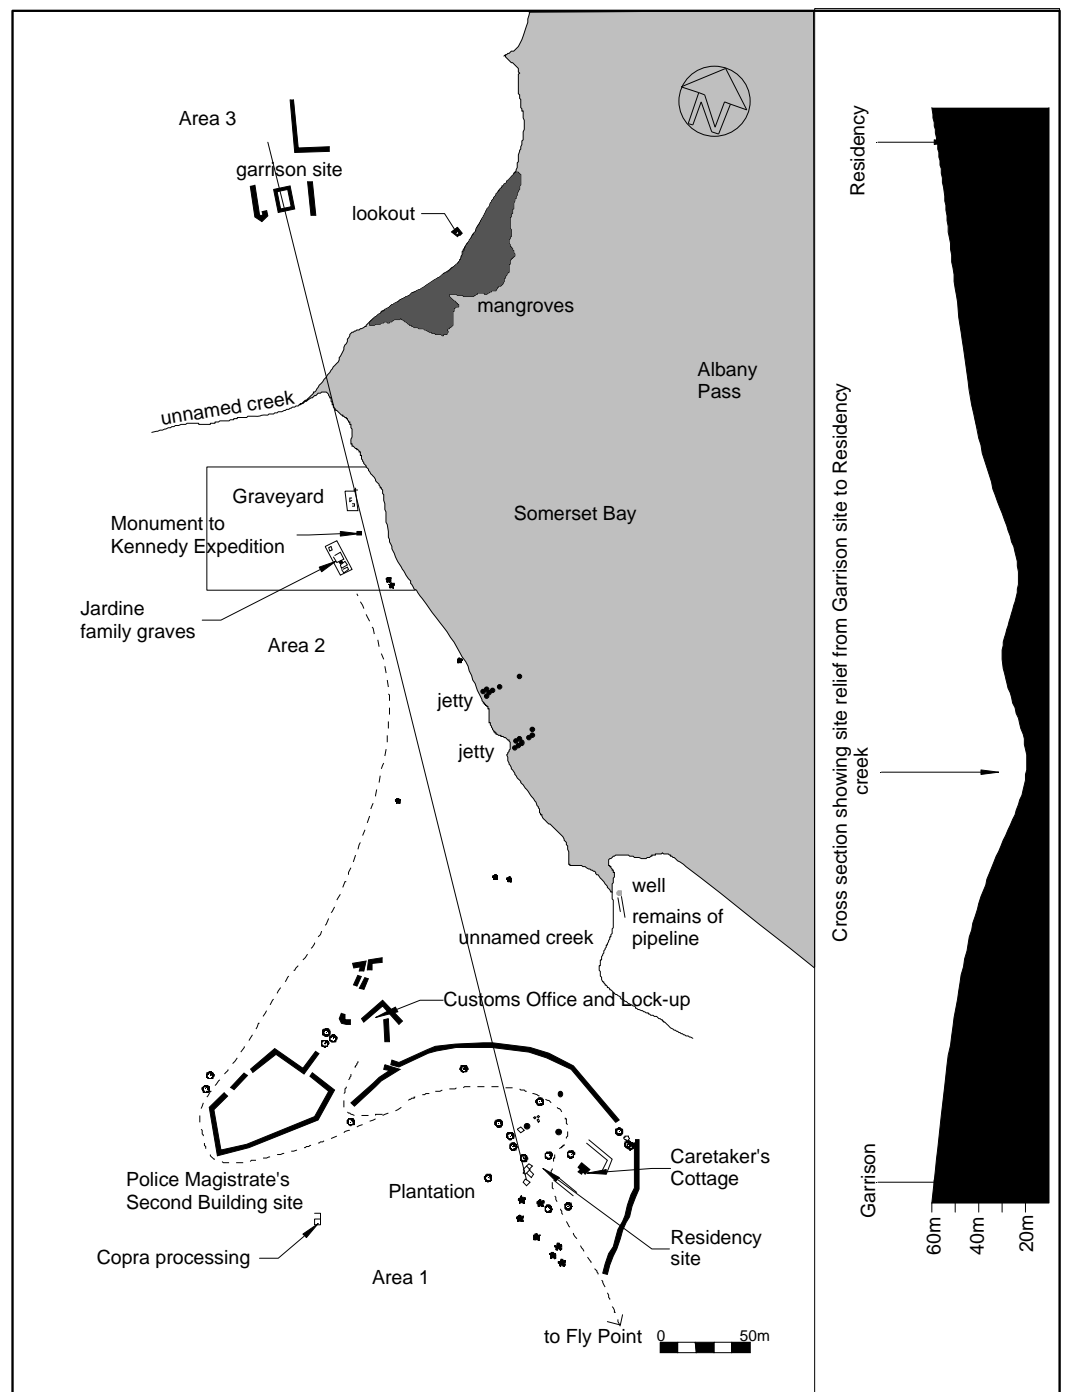 Area 3
garrison site
lookout
mangroves
Albany
Pass
unnamed creek
Graveyard
Somerset Bay
Monument to
Kennedy Expedition
Jardine
family graves
Area 2
jetty
jetty
well
remains of
pipeline
unnamed creek
Customs Office and Lock-up
Police Magistrate's
Second Building site
Plantation
Caretaker's
Cottage
Copra processing
Residency
site
Area 1
to Fly Point
0 50m
N
Residency
Cross section showing site relief from Garrison site to Residency
creek
Garrison
60m
40m
20m